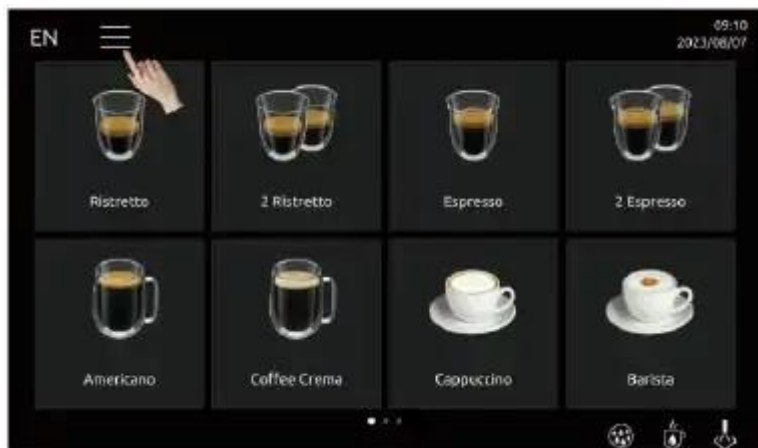 EN
09:10
2023/08/07
Ristretto
2 Ristretto
Espresso
2 Espresso
Americano
Coffee Crema
Cappuccino
Barista